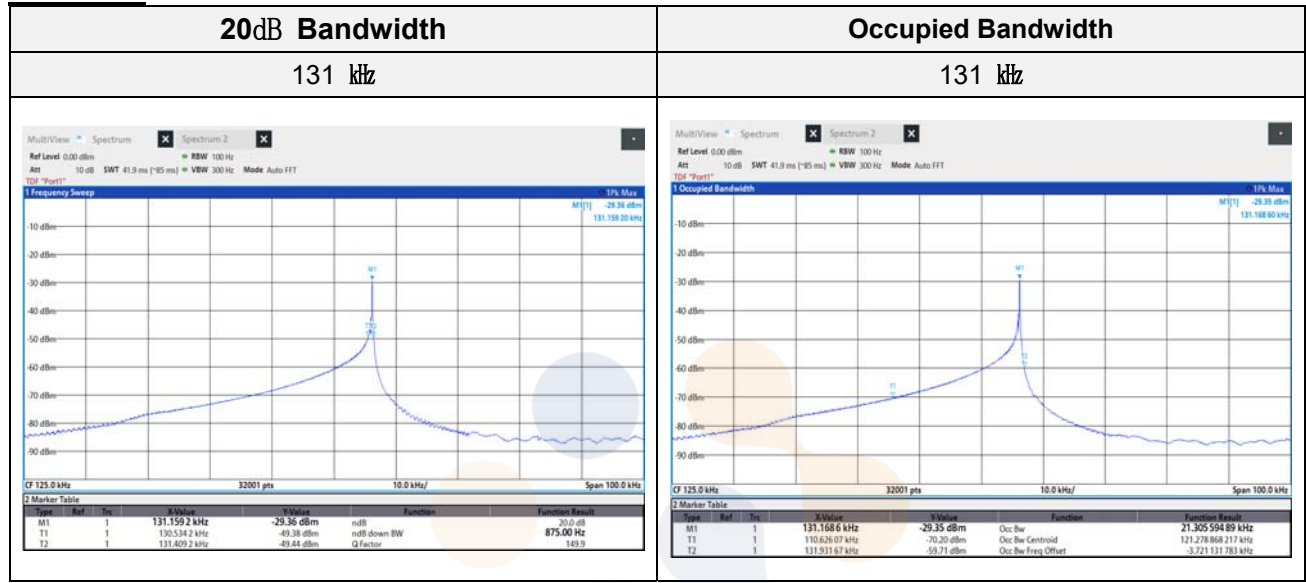 20dB Bandwidth
Occupied Bandwidth
131 ㎑
131 ㎑
MultiView Spectrum X Spectrum 2 X
Ref Level 0.00 dBm RBW 100 Hz
Att 10 dB SWT 41.9 ms (~85 ms) VBW 300 Hz Mode Auto FFT
TDF "Port1"
1 Frequency Sweep 1Pk Max
M1[1] -29.36 dBm
131.159 20 kHz
-10 dBm
-20 dBm
M1
-30 dBm
-40 dBm
-50 dBm
-60 dBm
-70 dBm
-80 dBm
-90 dBm
CF 125.0 kHz 32001 pts 10.0 kHz/ Span 100.0 kHz
2 Marker Table
Type Ref Trc X-Value Y-Value Function Function Result
M1 1 131.159 2 kHz -29.36 dBm ndB 20.0 dB
T1 1 130.534 2 kHz -49.38 dBm ndB down BW 875.00 Hz
T2 1 131.409 2 kHz -49.44 dBm Q Factor 149.9
MultiView Spectrum X Spectrum 2 X
Ref Level 0.00 dBm RBW 100 Hz
Att 10 dB SWT 41.9 ms (~85 ms) VBW 300 Hz Mode Auto FFT
TDF "Port1"
1 Occupied Bandwidth 1Pk Max
M1[1] -29.35 dBm
131.168 60 kHz
-10 dBm
-20 dBm
M1
-30 dBm
-40 dBm
-50 dBm
T2
-60 dBm
T1
-70 dBm
-80 dBm
-90 dBm
CF 125.0 kHz 32001 pts 10.0 kHz/ Span 100.0 kHz
2 Marker Table
Type Ref Trc X-Value Y-Value Function Function Result
M1 1 131.168 6 kHz -29.35 dBm Occ Bw 21.305 594 89 kHz
T1 1 110.626 07 kHz -70.20 dBm Occ Bw Centroid 121.278 868 217 kHz
T2 1 131.931 67 kHz -59.71 dBm Occ Bw Freq Offset -3.721 131 783 kHz